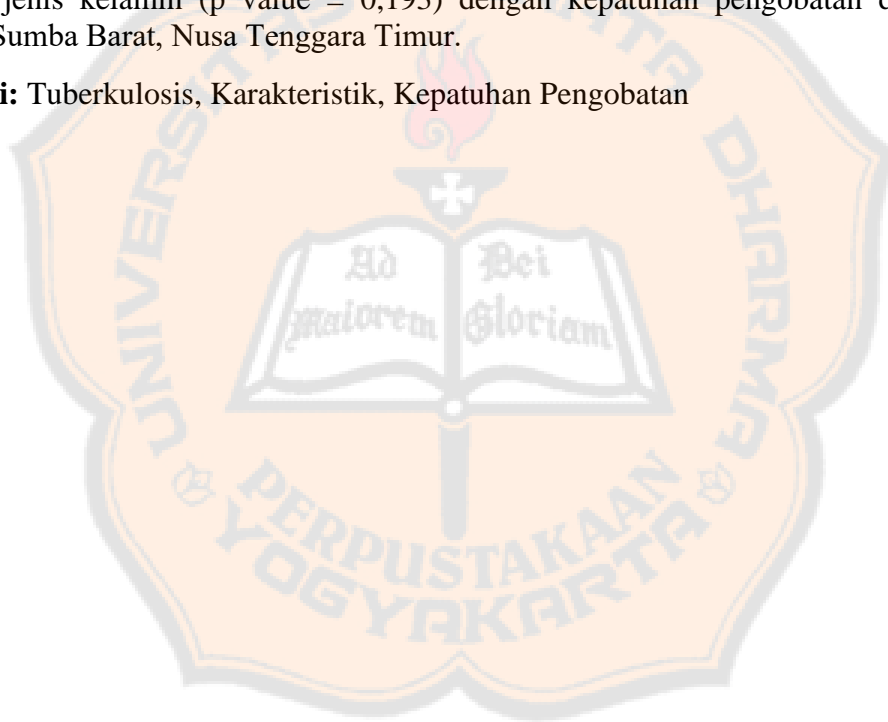 jenis kelamin (p value = 0,193) dengan kepatuhan pengobatan d
Sumba Barat, Nusa Tenggara Timur.
i: Tuberkulosis, Karakteristik, Kepatuhan Pengobatan
DHARMA
Ad Dei
Maiorem Gloriam
PERPUSTAKAAN
YOGYAKARTA